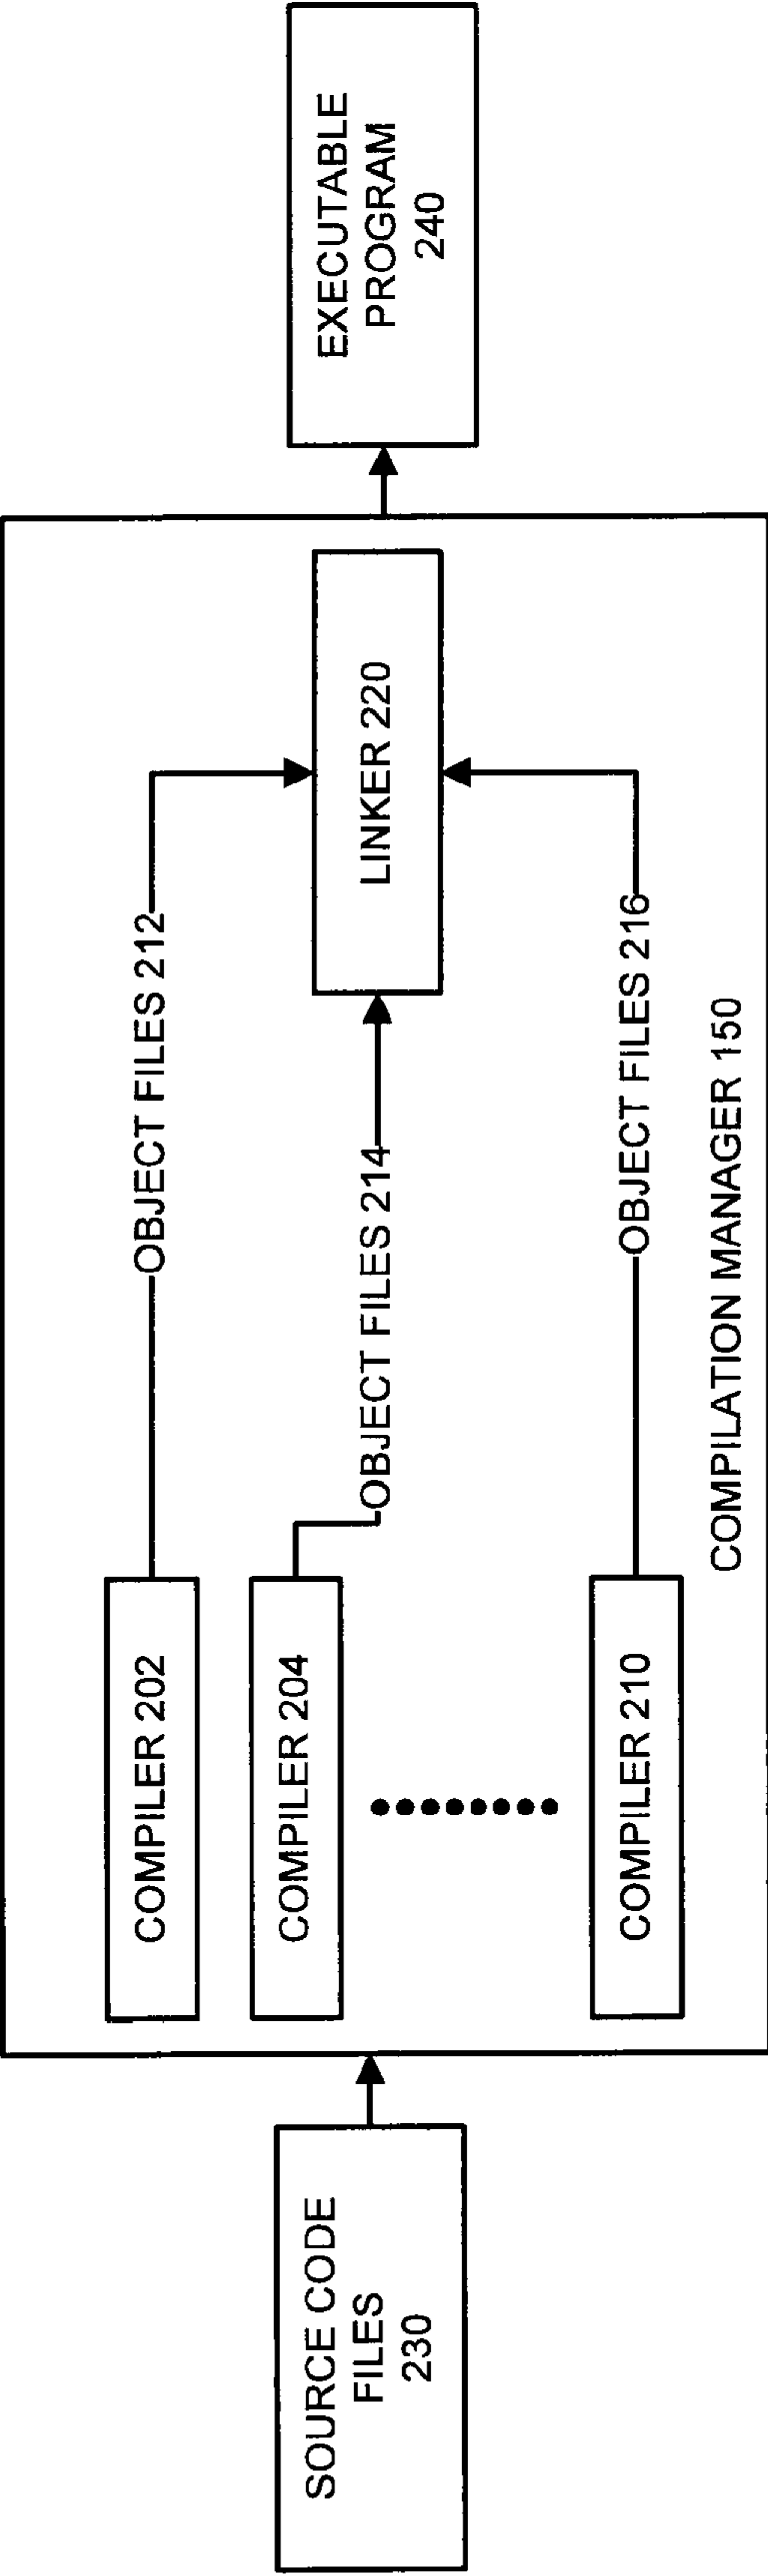 SOURCE CODE
FILES
230
COMPILER 202
COMPILER 204
COMPILER 210
OBJECT FILES 212
OBJECT FILES 214
OBJECT FILES 216
LINKER 220
COMPILATION MANAGER 150
EXECUTABLE
PROGRAM
240